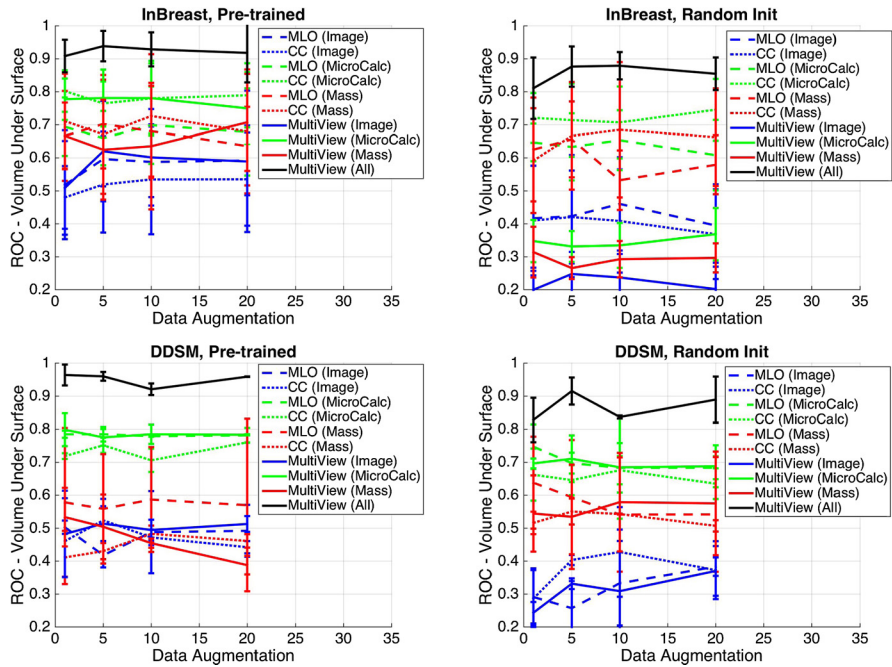 InBreast, Pre-trained
ROC - Volume Under Surface
1
0.9
0.8
0.7
0.6
0.5
0.4
0.3
0.2
0 5 10 15 20 25 30 35
Data Augmentation
MLO (Image)
CC (Image)
MLO (MicroCalc)
CC (MicroCalc)
MLO (Mass)
CC (Mass)
MultiView (Image)
MultiView (MicroCalc)
MultiView (Mass)
MultiView (All)
InBreast, Random Init
ROC - Volume Under Surface
1
0.9
0.8
0.7
0.6
0.5
0.4
0.3
0.2
0 5 10 15 20 25 30 35
Data Augmentation
MLO (Image)
CC (Image)
MLO (MicroCalc)
CC (MicroCalc)
MLO (Mass)
CC (Mass)
MultiView (Image)
MultiView (MicroCalc)
MultiView (Mass)
MultiView (All)
DDSM, Pre-trained
ROC - Volume Under Surface
1
0.9
0.8
0.7
0.6
0.5
0.4
0.3
0.2
0 5 10 15 20 25 30 35
Data Augmentation
MLO (Image)
CC (Image)
MLO (MicroCalc)
CC (MicroCalc)
MLO (Mass)
CC (Mass)
MultiView (Image)
MultiView (MicroCalc)
MultiView (Mass)
MultiView (All)
DDSM, Random Init
ROC - Volume Under Surface
1
0.9
0.8
0.7
0.6
0.5
0.4
0.3
0.2
0 5 10 15 20 25 30 35
Data Augmentation
MLO (Image)
CC (Image)
MLO (MicroCalc)
CC (MicroCalc)
MLO (Mass)
CC (Mass)
MultiView (Image)
MultiView (MicroCalc)
MultiView (Mass)
MultiView (All)